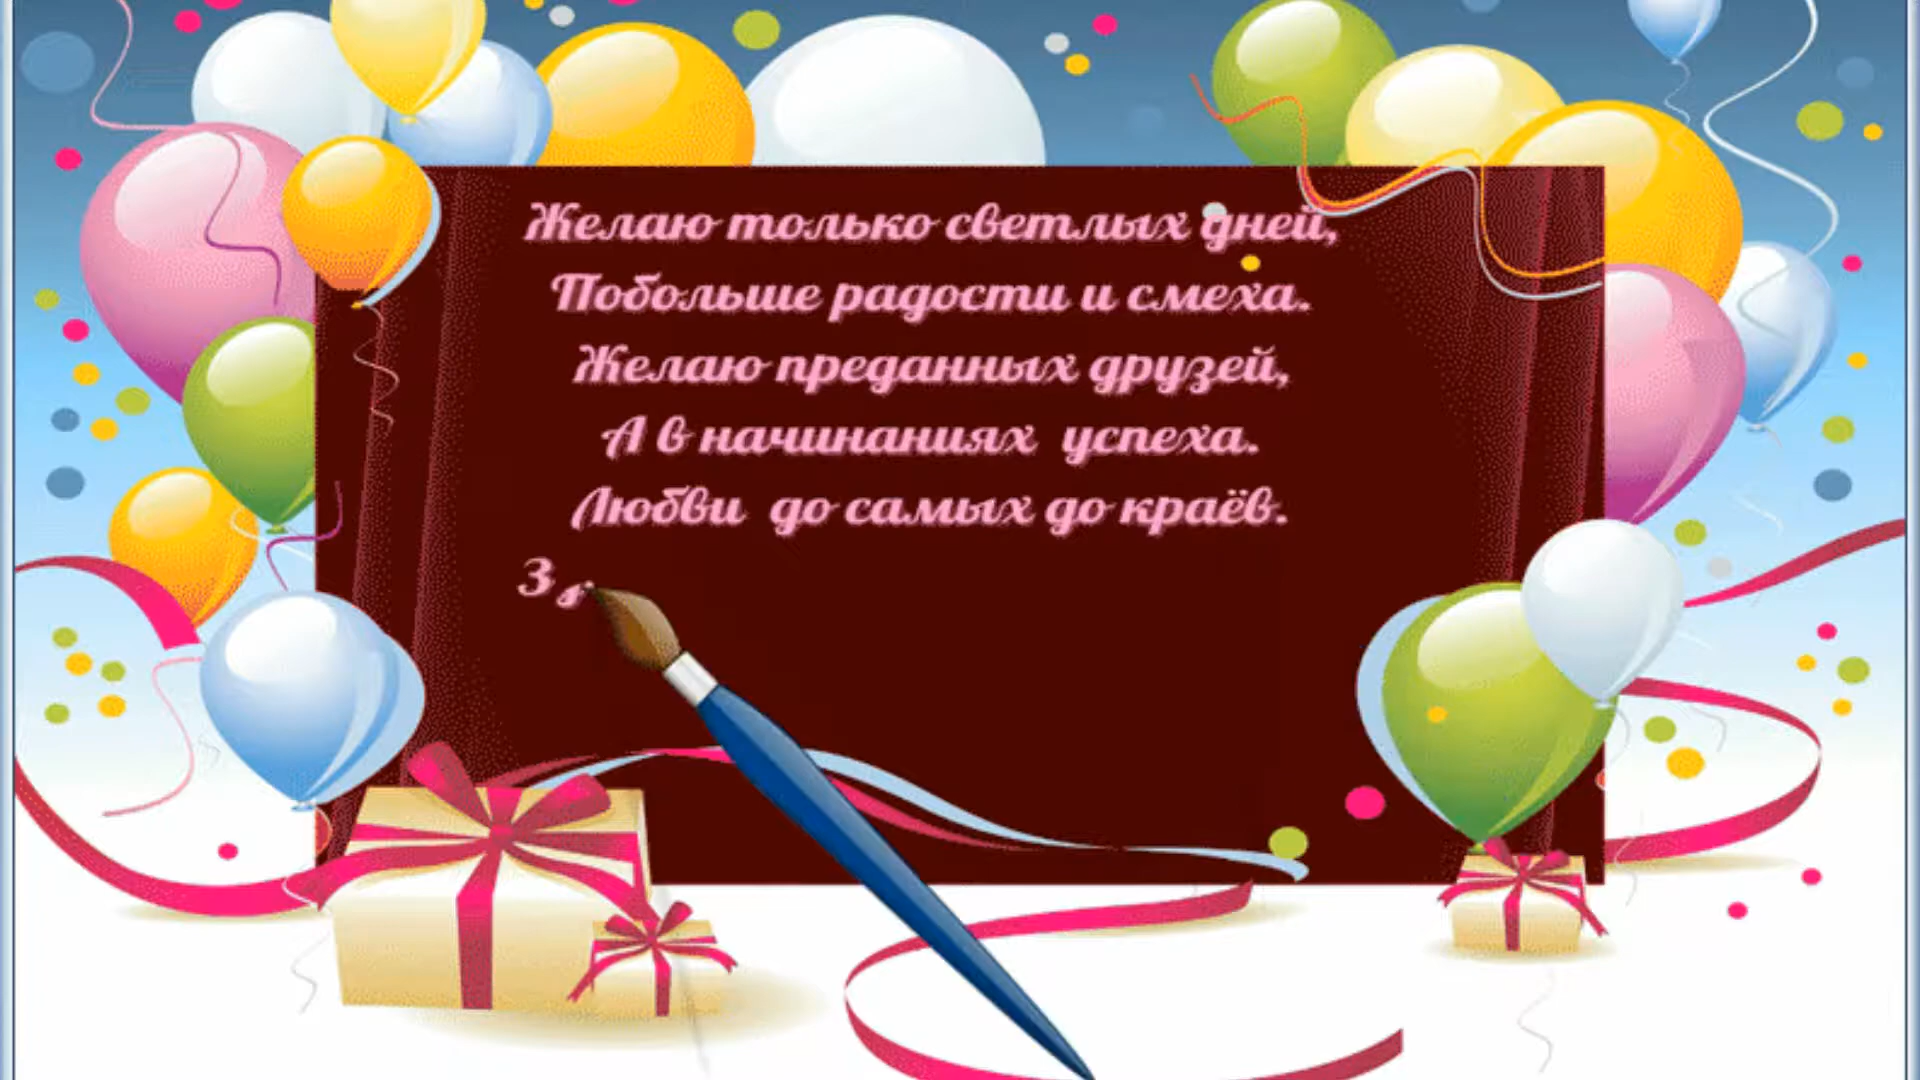 Желаю только светлых дней,
Побольше радости и смеха.
Желаю преданных друзей,
А в начинаниях успеха.
Любви до самых до краёв.
З